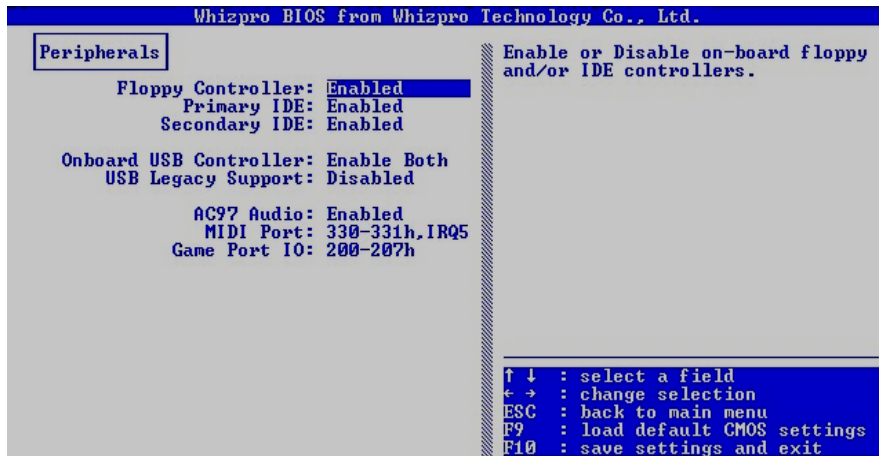 Whizpro BIOS from Whizpro Technology Co., Ltd.
Peripherals
Floppy Controller: Enabled
Primary IDE: Enabled
Secondary IDE: Enabled
Onboard USB Controller: Enable Both
USB Legacy Support: Disabled
AC97 Audio: Enabled
MIDI Port: 330-331h,IRQ5
Game Port IO: 200-207h
Enable or Disable on-board floppy
and/or IDE controllers.
↑ ↓ : select a field
← → : change selection
ESC : back to main menu
F9 : load default CMOS settings
F10 : save settings and exit